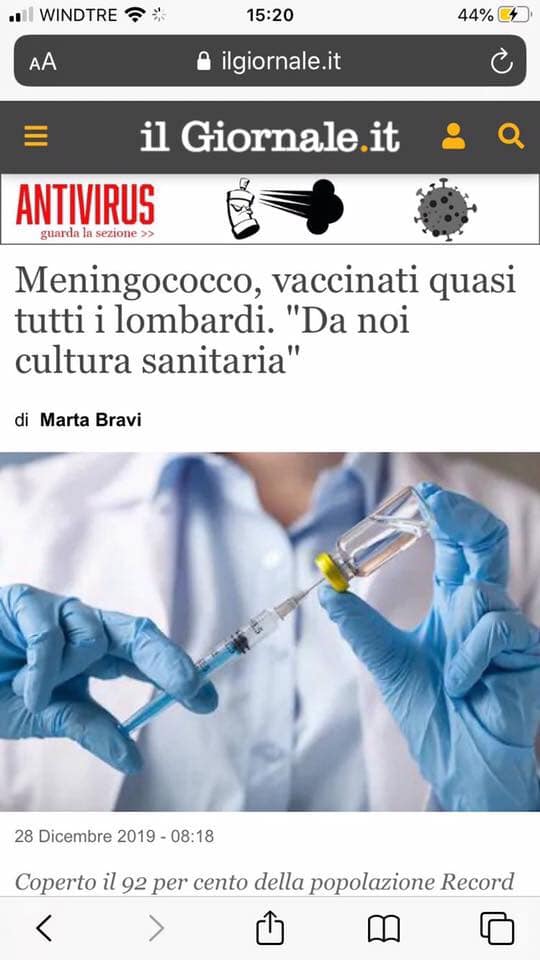 WINDTRE 15:20 44%
AA ilgiornale.it
il Giornale.it
ANTIVIRUS
guarda la sezione >>
Meningococco, vaccinati quasi
tutti i lombardi. "Da noi
cultura sanitaria"
di Marta Bravi
28 Dicembre 2019 - 08:18
Coperto il 92 per cento della popolazione Record